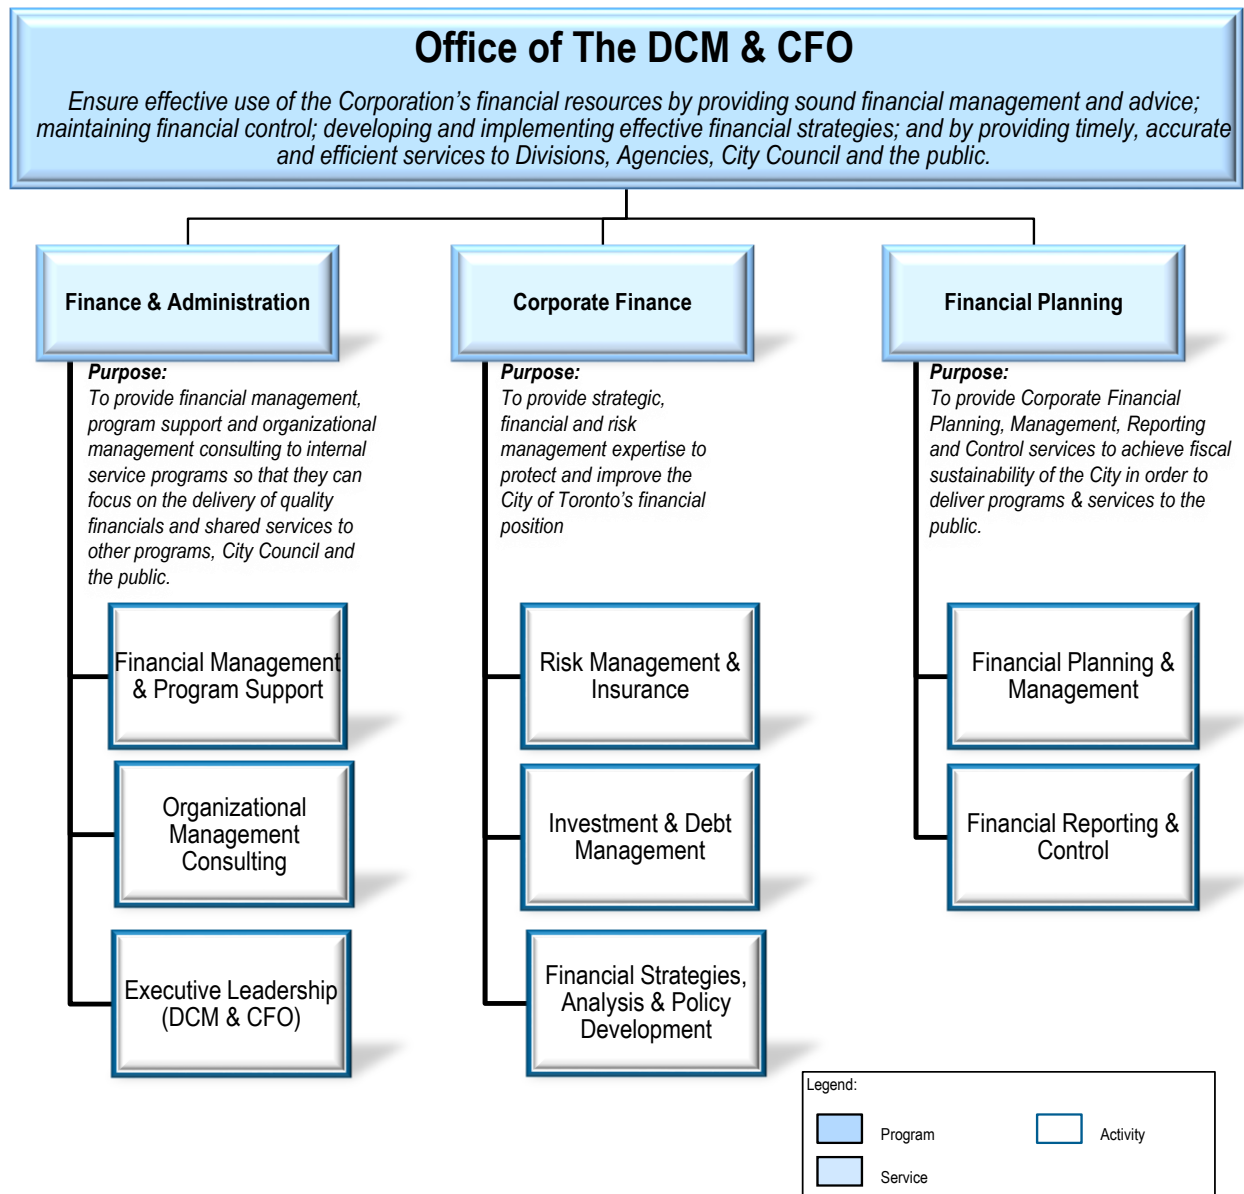 Office of The DCM & CFO
Ensure effective use of the Corporation's financial resources by providing sound financial management and advice;
maintaining financial control; developing and implementing effective financial strategies; and by providing timely, accurate
and efficient services to Divisions, Agencies, City Council and the public.
Finance & Administration
Purpose:
To provide financial management,
program support and organizational
management consulting to internal
service programs so that they can
focus on the delivery of quality
financials and shared services to
other programs, City Council and
the public.
Financial Management
& Program Support
Organizational
Management
Consulting
Executive Leadership
(DCM & CFO)
Corporate Finance
Purpose:
To provide strategic,
financial and risk
management expertise to
protect and improve the
City of Toronto's financial
position
Risk Management &
Insurance
Investment & Debt
Management
Financial Strategies,
Analysis & Policy
Development
Financial Planning
Purpose:
To provide Corporate Financial
Planning, Management, Reporting
and Control services to achieve fiscal
sustainability of the City in order to
deliver programs & services to the
public.
Financial Planning &
Management
Financial Reporting &
Control
Legend:
Program
Activity
Service